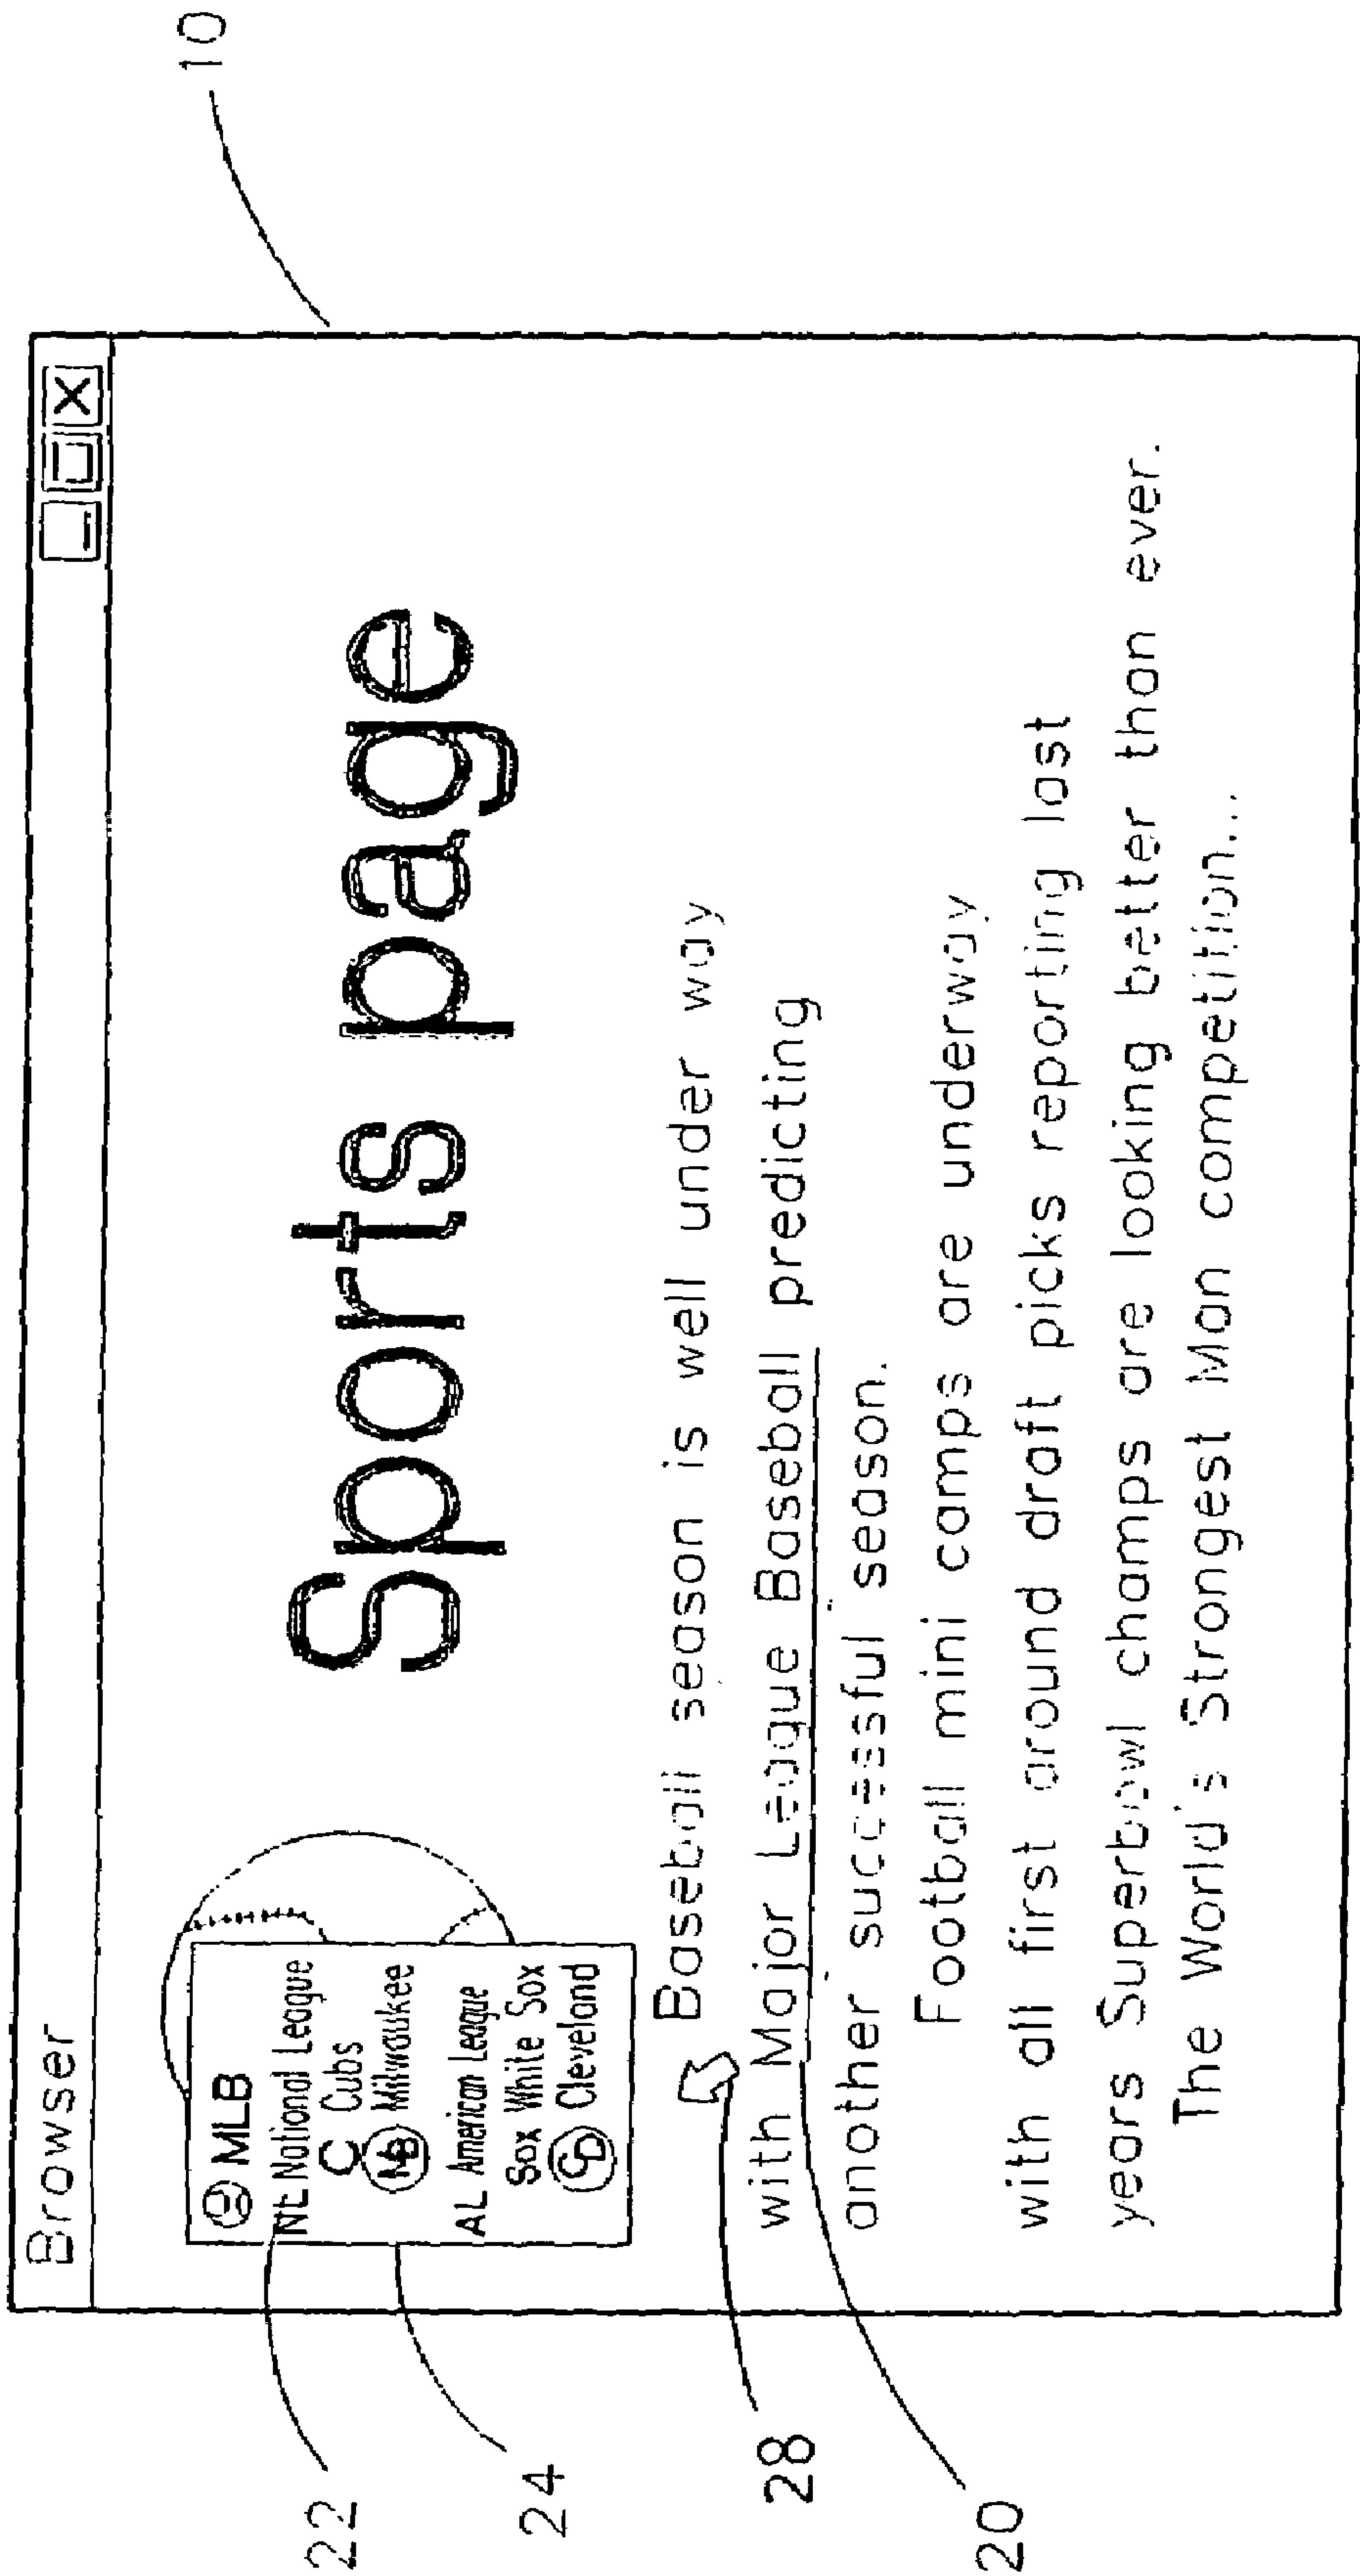 Browser
10
MLB
NL National League
C Cubs
MB Milwaukee
AL American League
Sox White Sox
CD Cleveland
Sports page
Baseball season is well under way
with Major League Baseball predicting
another successful season.
Football mini camps are underway
with all first around draft picks reporting last
years Superbowl champs are looking better than ever.
The World's Strongest Man competition...
22
24
28
20